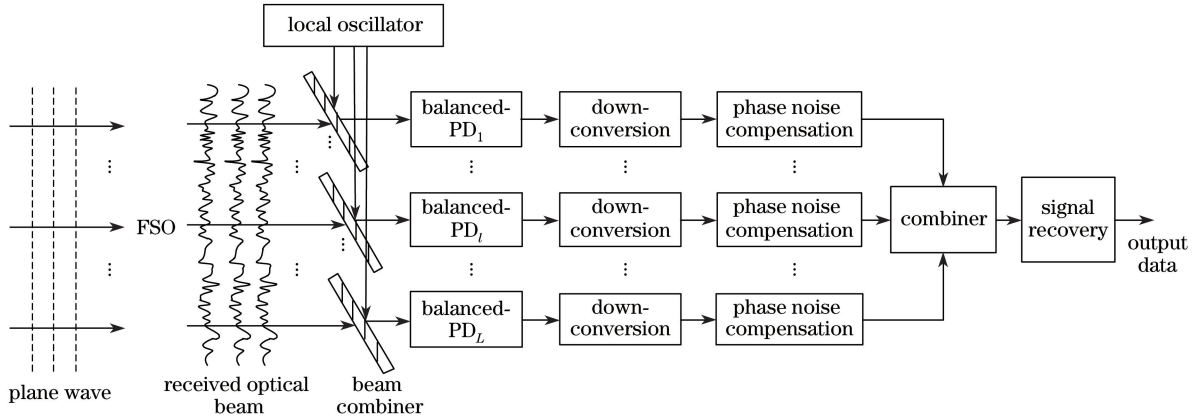 local oscillator
balanced-
PD1
down-
conversion
phase noise
compensation
FSO
balanced-
PDl
down-
conversion
phase noise
compensation
combiner
signal
recovery
output
data
balanced-
PDL
down-
conversion
phase noise
compensation
plane wave
received optical
beam
beam
combiner